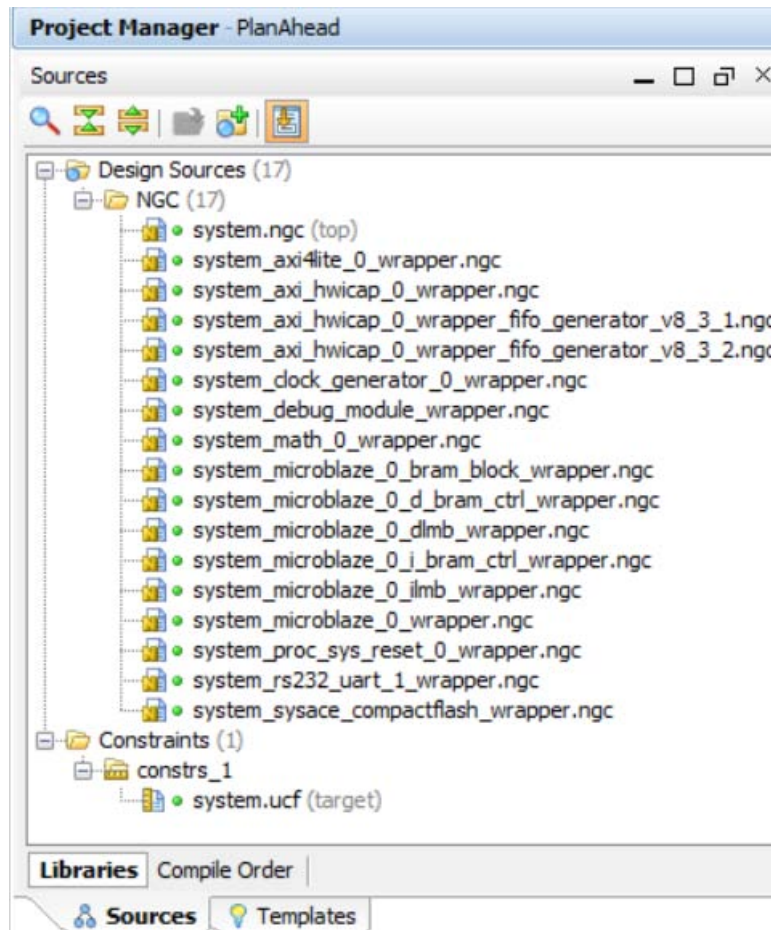 Project Manager - PlanAhead
Sources
Design Sources (17)
NGC (17)
system.ngc (top)
system_axi4lite_0_wrapper.ngc
system_axi_hwicap_0_wrapper.ngc
system_axi_hwicap_0_wrapper_fifo_generator_v8_3_1.ngc
system_axi_hwicap_0_wrapper_fifo_generator_v8_3_2.ngc
system_clock_generator_0_wrapper.ngc
system_debug_module_wrapper.ngc
system_math_0_wrapper.ngc
system_microblaze_0_bram_block_wrapper.ngc
system_microblaze_0_d_bram_ctrl_wrapper.ngc
system_microblaze_0_dlmb_wrapper.ngc
system_microblaze_0_i_bram_ctrl_wrapper.ngc
system_microblaze_0_ilmb_wrapper.ngc
system_microblaze_0_wrapper.ngc
system_proc_sys_reset_0_wrapper.ngc
system_rs232_uart_1_wrapper.ngc
system_sysace_compactflash_wrapper.ngc
Constraints (1)
constrs_1
system.ucf (target)
Libraries Compile Order
Sources Templates